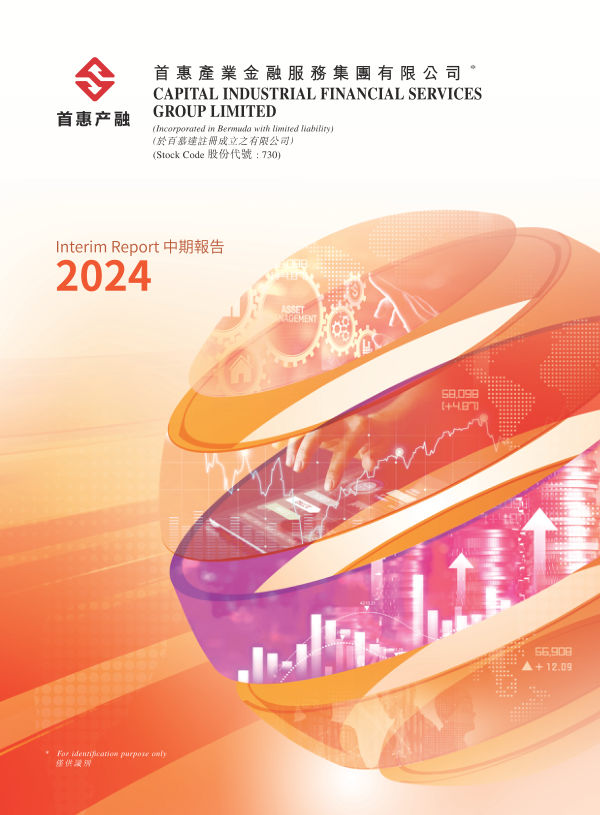 首惠产融
首惠產業金融服務集團有限公司*
CAPITAL INDUSTRIAL FINANCIAL SERVICES
GROUP LIMITED
(Incorporated in Bermuda with limited liability)
(於百慕達註冊成立之有限公司)
(Stock Code 股份代號 : 730)
Interim Report 中期報告
2024
ASSET
MANAGEMENT
58,098
(+4.87)
56,908
+ 12.09
* For identification purpose only
僅供識別